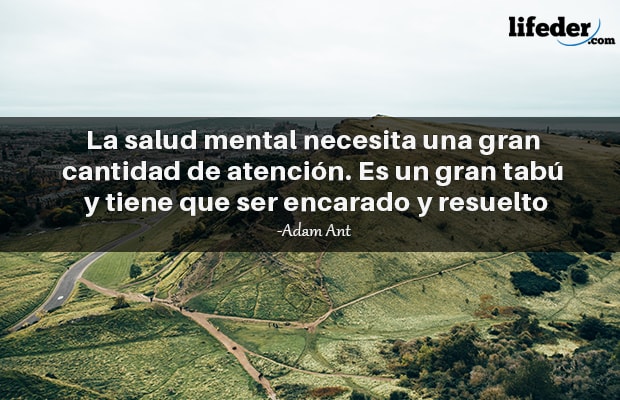 lifeder
.com
La salud mental necesita una gran
cantidad de atención. Es un gran tabú
y tiene que ser encarado y resuelto
-Adam Ant